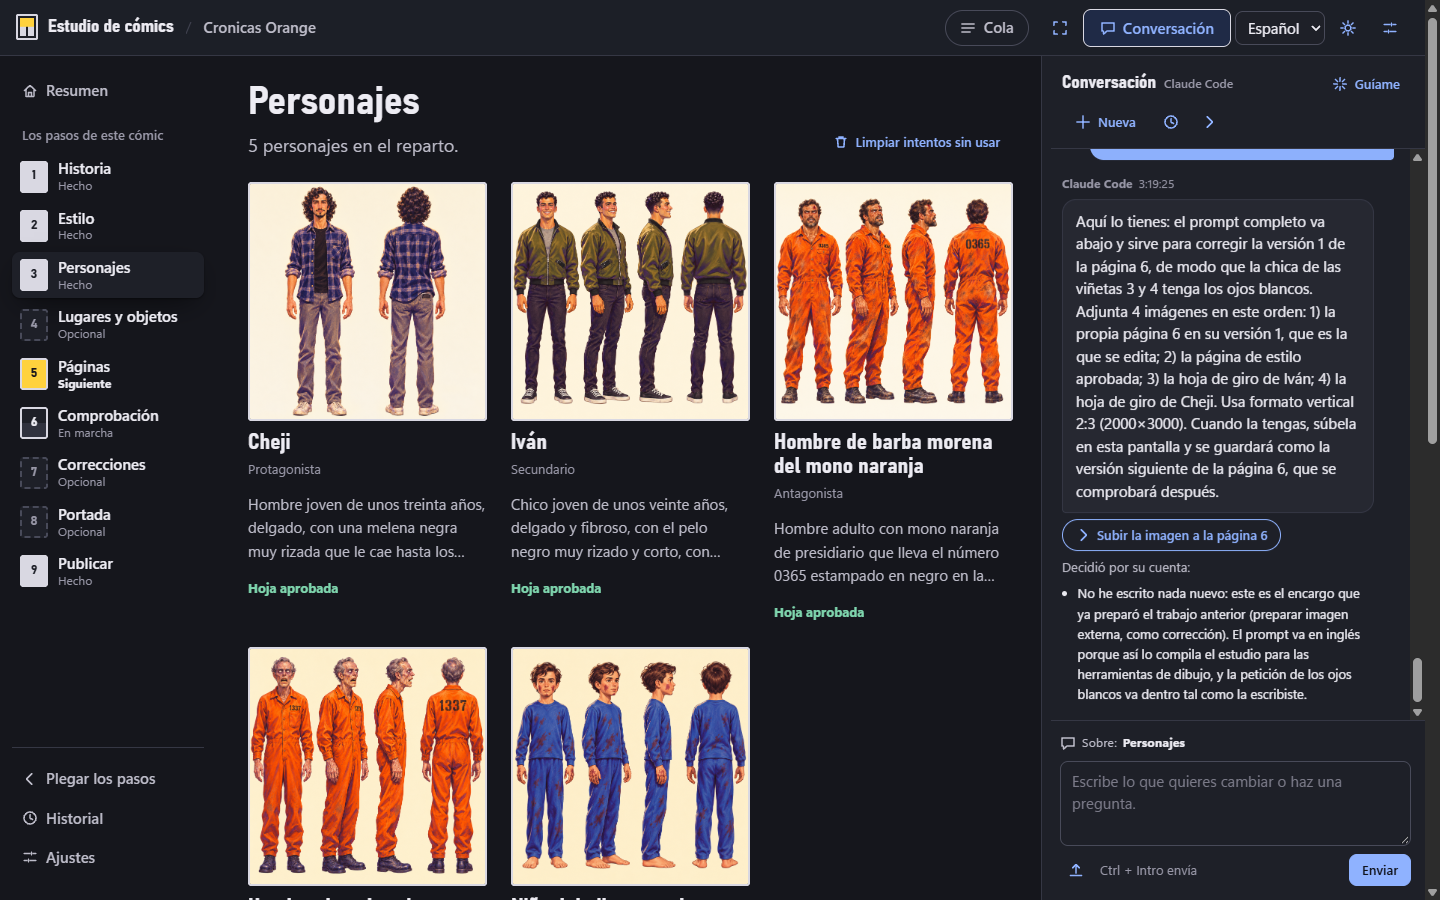 Estudio de cómics / Cronicas Orange
Cola
Conversación
Español
Resumen
Los pasos de este cómic
1
Historia
Hecho
2
Estilo
Hecho
3
Personajes
Hecho
4
Lugares y objetos
Opcional
5
Páginas
Siguiente
6
Comprobación
En marcha
7
Correcciones
Opcional
8
Portada
Opcional
9
Publicar
Hecho
Plegar los pasos
Historial
Ajustes
Personajes
5 personajes en el reparto.
Limpiar intentos sin usar
Cheji
Protagonista
Hombre joven de unos treinta años,
delgado, con una melena negra
muy rizada que le cae hasta los...
Hoja aprobada
Iván
Secundario
Chico joven de unos veinte años,
delgado y fibroso, con el pelo
negro muy rizado y corto, con...
Hoja aprobada
0365
Hombre de barba morena
del mono naranja
Antagonista
Hombre adulto con mono naranja
de presidiario que lleva el número
0365 estampado en negro en la...
Hoja aprobada
1337
1337
Conversación Claude Code
Guíame
Nueva
Claude Code 3:19:25
Aquí lo tienes: el prompt completo va
abajo y sirve para corregir la versión 1 de
la página 6, de modo que la chica de las
viñetas 3 y 4 tenga los ojos blancos.
Adjunta 4 imágenes en este orden: 1) la
propia página 6 en su versión 1, que es la
que se edita; 2) la página de estilo
aprobada; 3) la hoja de giro de Iván; 4) la
hoja de giro de Cheji. Usa formato vertical
2:3 (2000×3000). Cuando la tengas, súbela
en esta pantalla y se guardará como la
versión siguiente de la página 6, que se
comprobará después.
Subir la imagen a la página 6
Decidió por su cuenta:
No he escrito nada nuevo: este es el encargo que
ya preparó el trabajo anterior (preparar imagen
externa, como corrección). El prompt va en inglés
porque así lo compila el estudio para las
herramientas de dibujo, y la petición de los ojos
blancos va dentro tal como la escribiste.
Sobre: Personajes
Escribe lo que quieres cambiar o haz una
pregunta.
Ctrl + Intro envía
Enviar